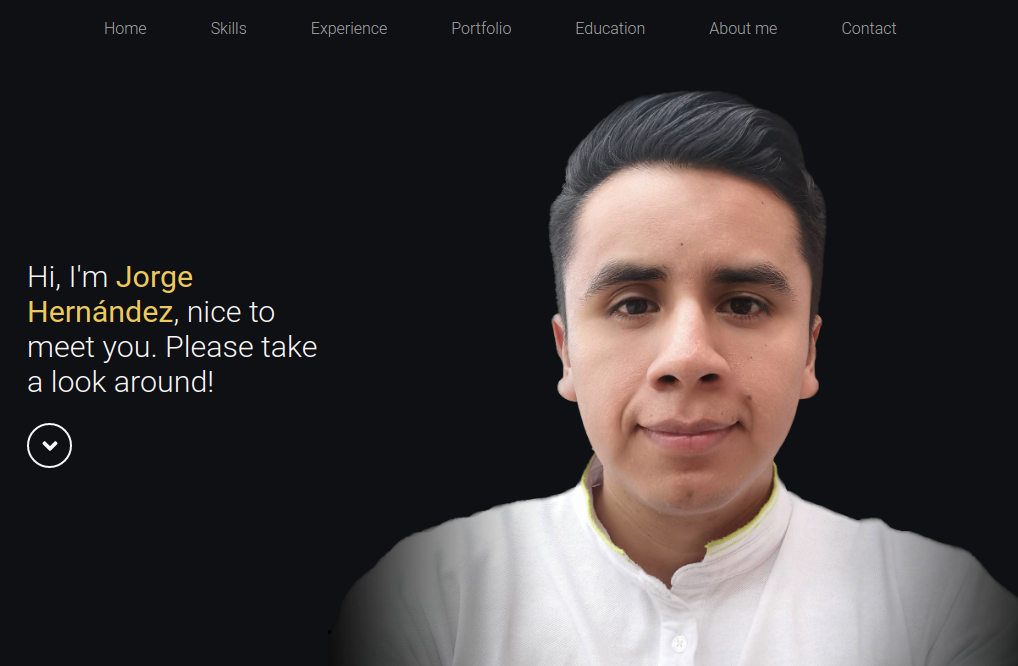 Home Skills Experience Portfolio Education About me Contact
Hi, I'm Jorge
Hernández, nice to
meet you. Please take
a look around!